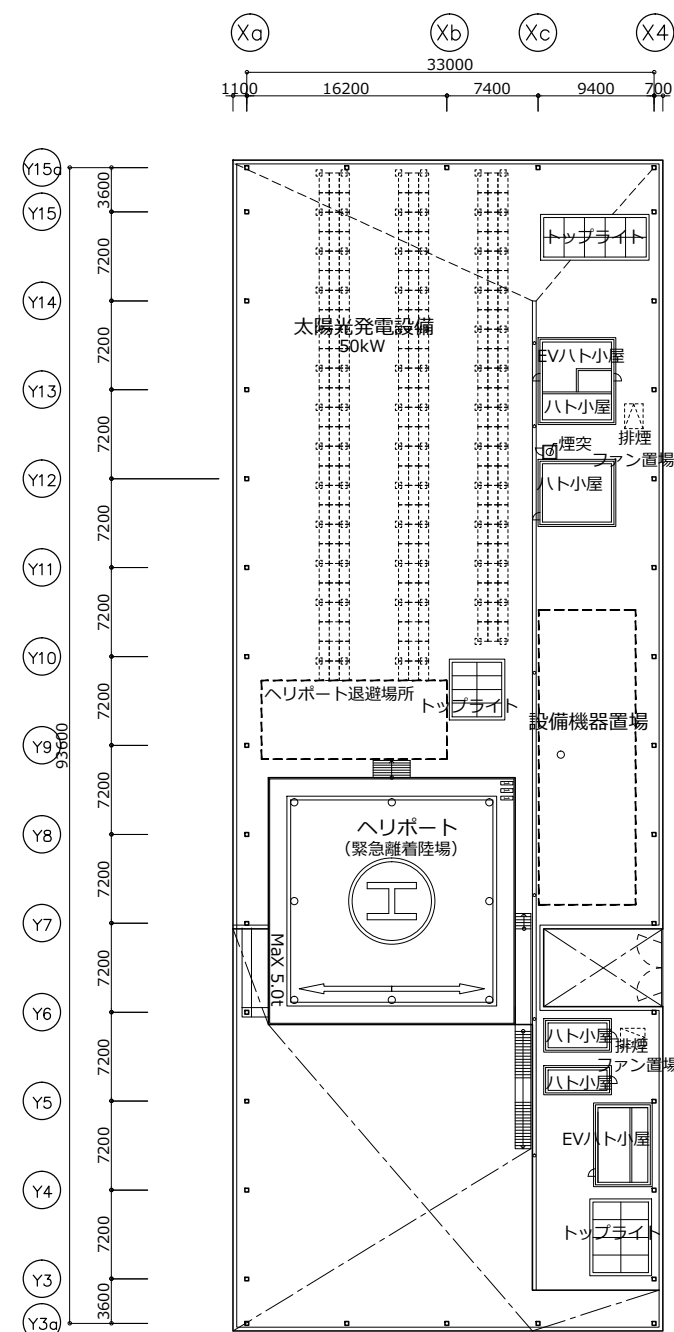 Xa Xb Xc X4
33000
1100 16200 7400 9400 700
Y15a
3600
Y15
7200
トップライト
Y14
太陽光発電設備
50kW
7200
EVハト小屋
Y13
ハト小屋
排煙
ファン置場
7200
煙突
Y12
ハト小屋
7200
Y11
7200
Y10
ヘリポート退避場所
トップライト
設備機器置場
7200
Y9
93600
7200
Y8
ヘリポート
(緊急離着陸場)
7200
H
Y7
MaX 5.0t
7200
Y6
ハト小屋
排煙
ファン置場
7200
ハト小屋
Y5
EVハト小屋
7200
Y4
トップライト
7200
Y3
3600
Y3a